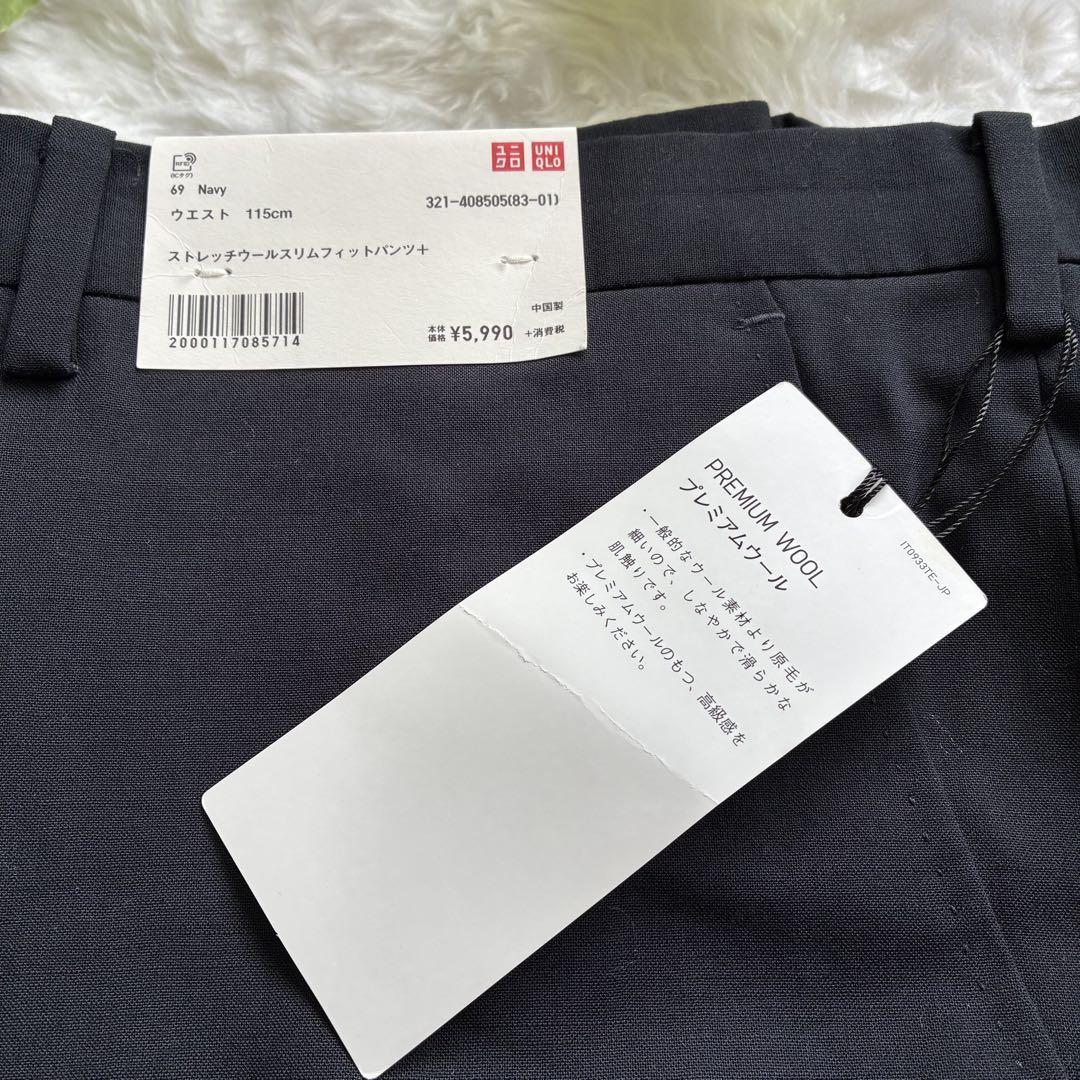 RFID
(ICタグ)
ユニ
クロ
UNI
QLO
69 Navy
321-408505(83-01)
ウエスト 115cm
ストレッチウールスリムフィットパンツ+
中国製
2000117085714
本体
価格 ¥5,990 +消費税
IT0933TE-JP
PREMIUM WOOL
プレミアムウール
・一般的なウール素材より原毛が
細いので、しなやかで滑らかな
肌触りです。
・プレミアムウールのもつ、高級感を
お楽しみください。